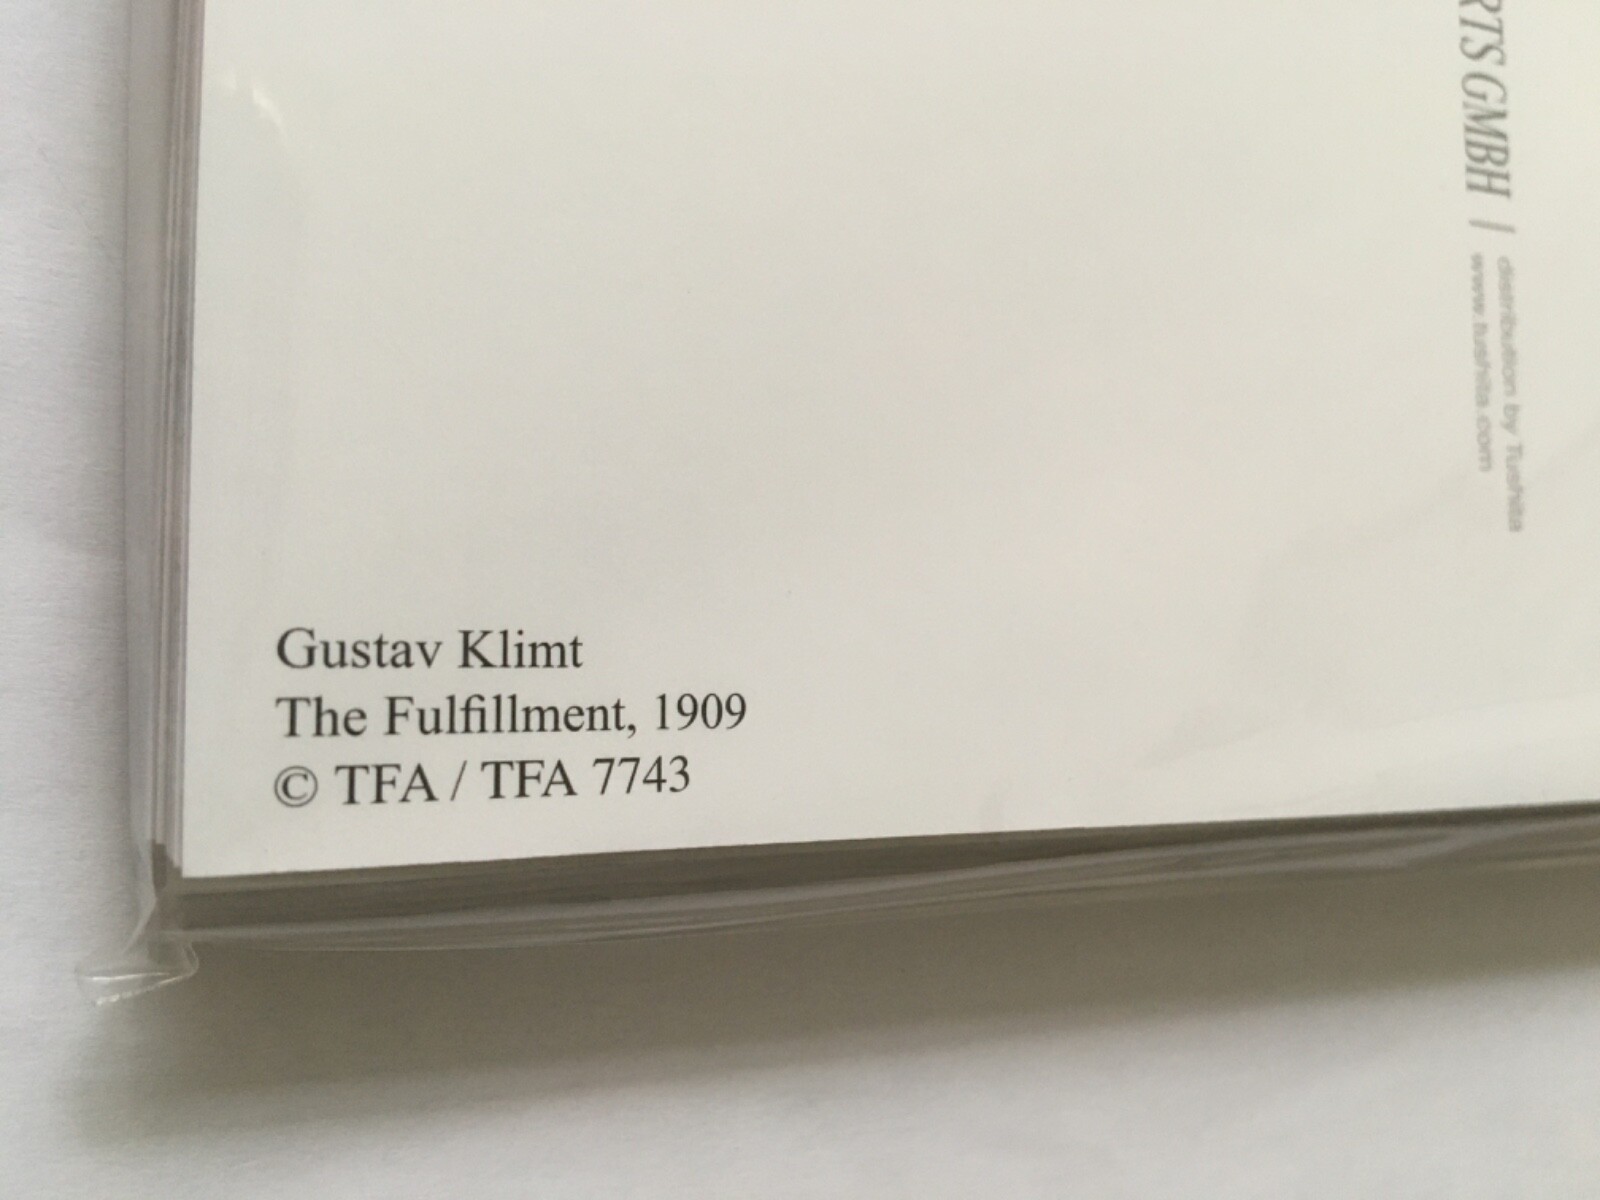 Gustav Klimt
The Fulfillment, 1909
© TFA / TFA 7743
RTS GMBH |
distribution by Tushita
www.tushita.com